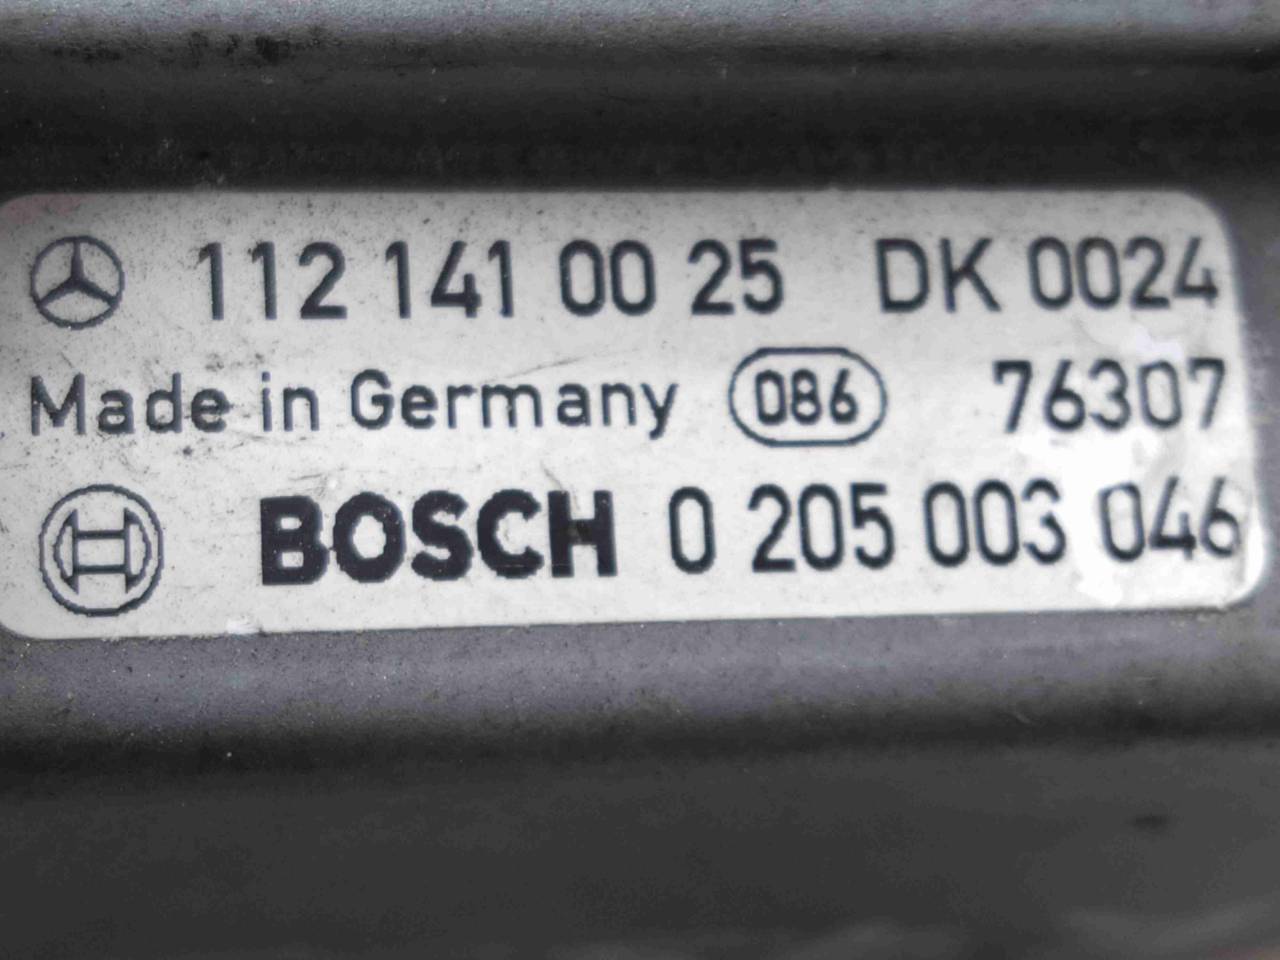 112 141 00 25 DK 0024
Made in Germany 086 76307
BOSCH 0 205 003 046